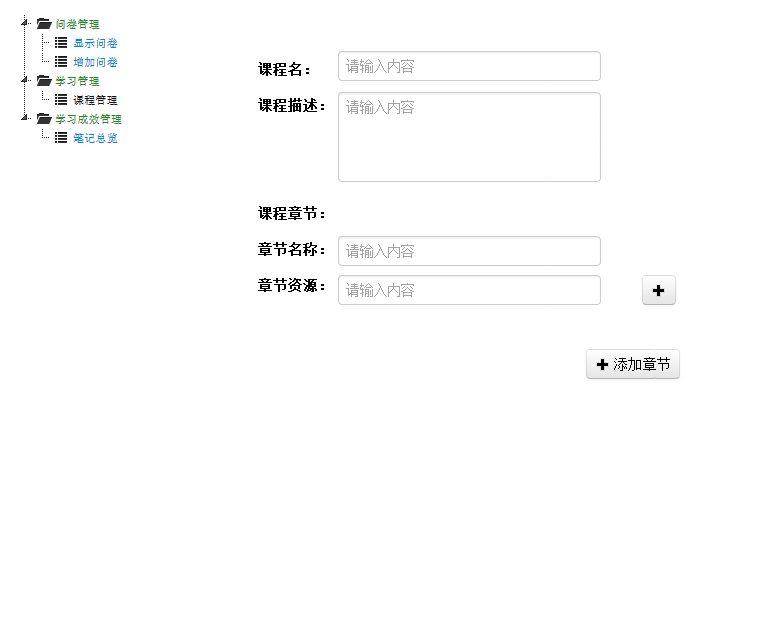 问卷管理
显示问卷
增加问卷
学习管理
课程管理
学习成效管理
笔记总览
课程名： 请输入内容
课程描述： 请输入内容
课程章节：
章节名称： 请输入内容
章节资源： 请输入内容
添加章节